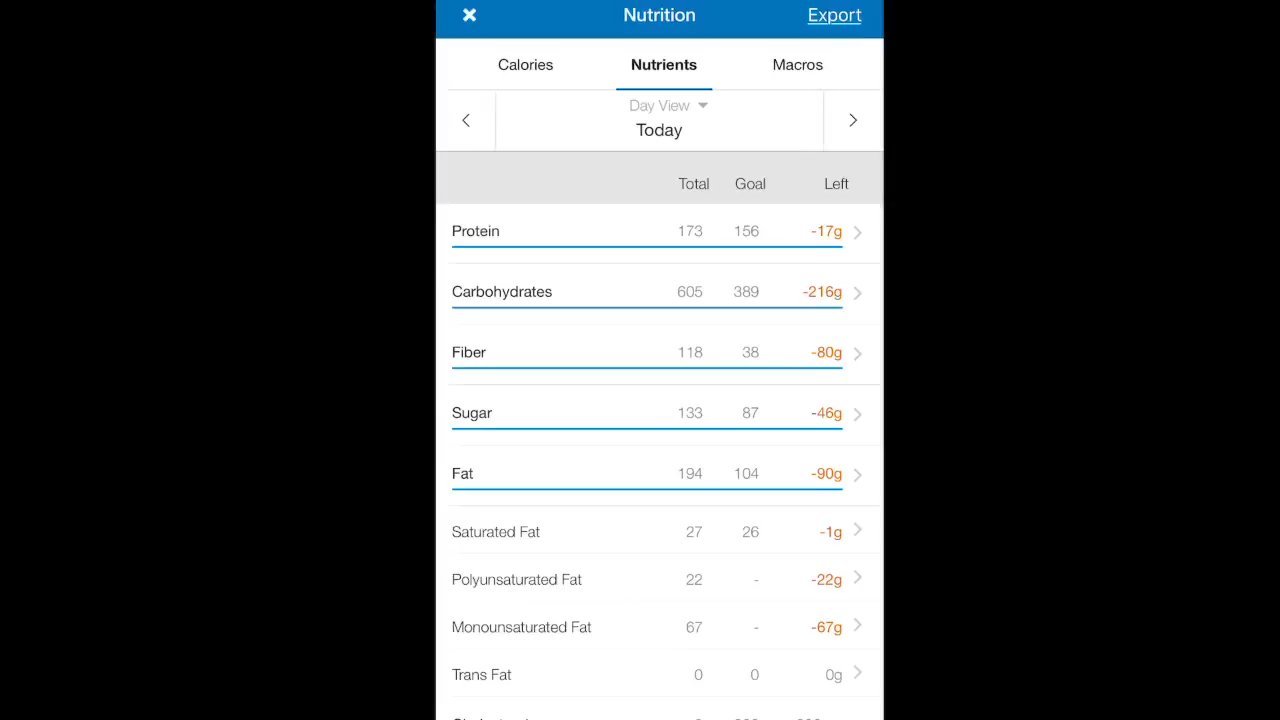 Nutrition Export
Calories Nutrients Macros
Day View
Today
Total Goal Left
Protein 173 156 -17g
Carbohydrates 605 389 -216g
Fiber 118 38 -80g
Sugar 133 87 -46g
Fat 194 104 -90g
Saturated Fat 27 26 -1g
Polyunsaturated Fat 22 - -22g
Monounsaturated Fat 67 - -67g
Trans Fat 0 0 0g